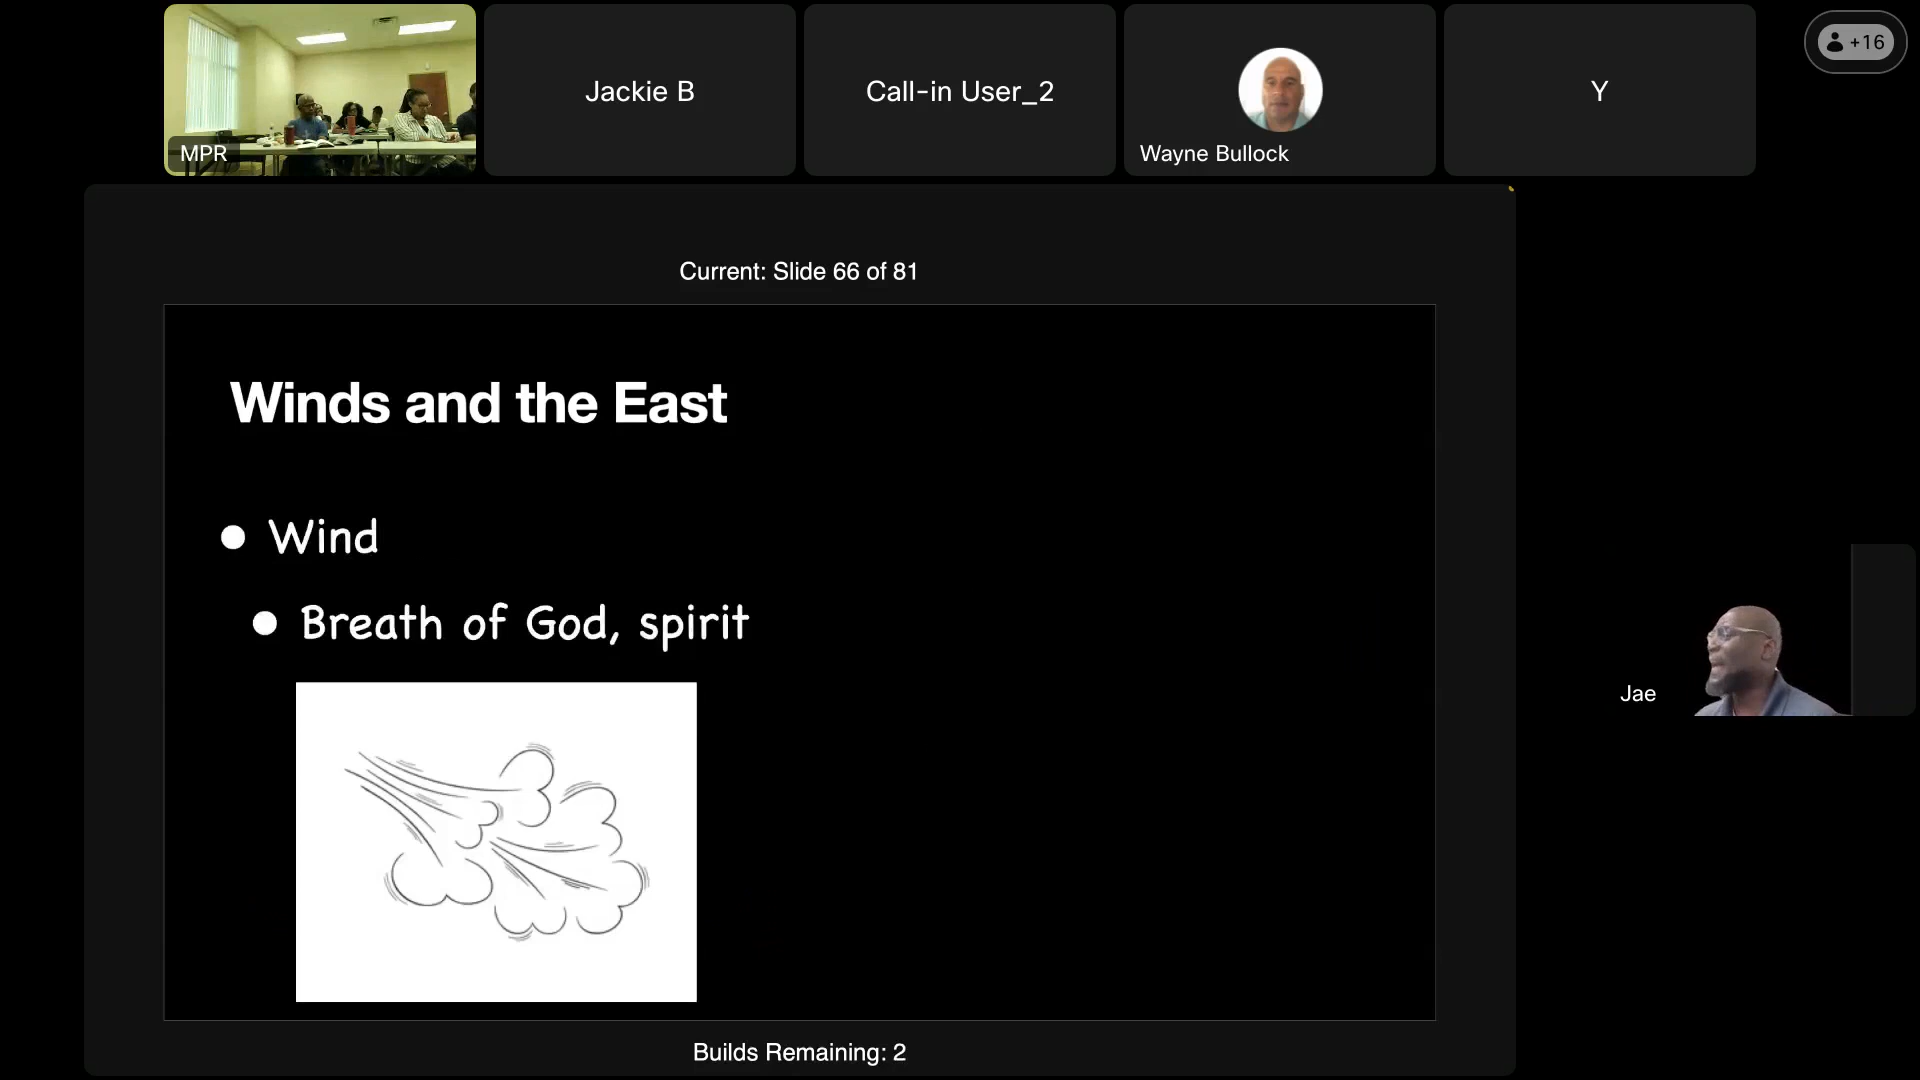 MPR
Jackie B
Call-in User_2
Wayne Bullock
Y
+16
Current: Slide 66 of 81
Winds and the East
Wind
Breath of God, spirit
Jae
Builds Remaining: 2